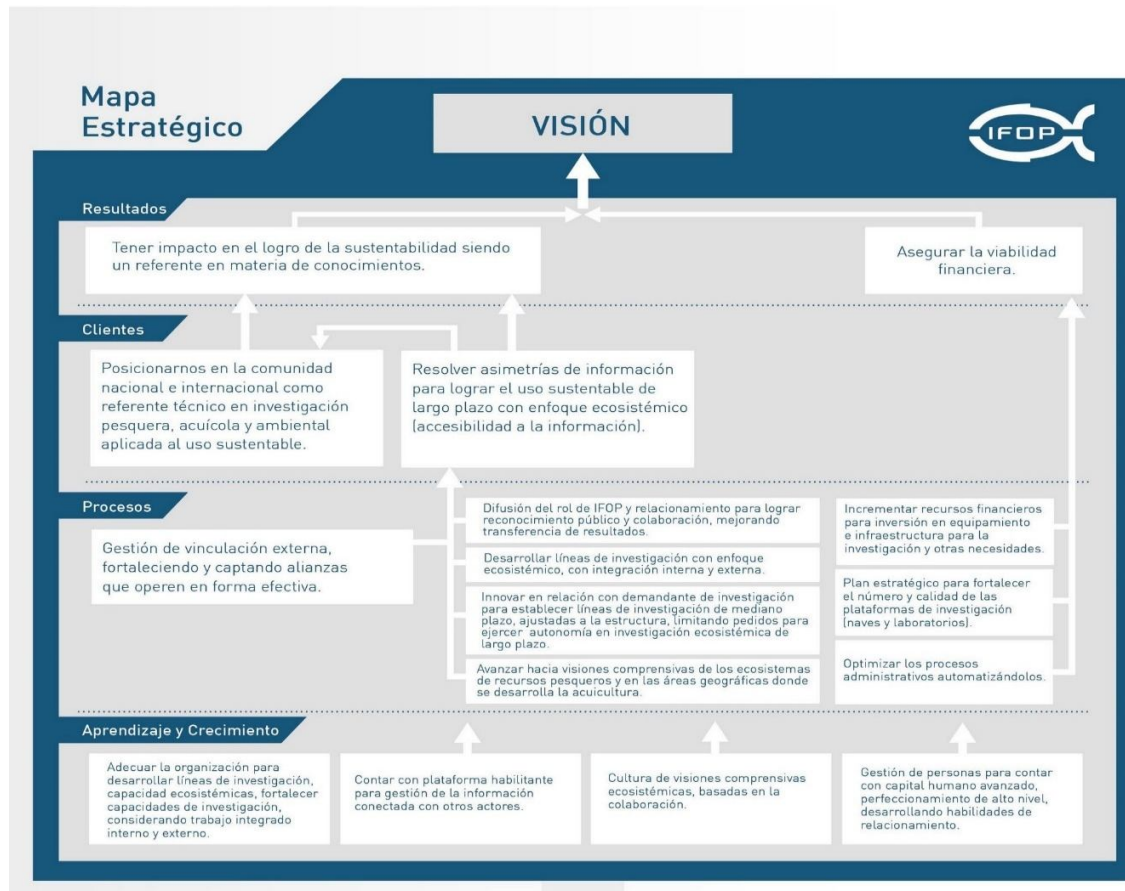 Mapa
Estratégico
VISIÓN
IFOP
Resultados
Tener impacto en el logro de la sustentabilidad siendo
un referente en materia de conocimientos.
Asegurar la viabilidad
financiera.
Clientes
Posicionarnos en la comunidad
nacional e internacional como
referente técnico en investigación
pesquera, acuícola y ambiental
aplicada al uso sustentable.
Resolver asimetrías de información
para lograr el uso sustentable de
largo plazo con enfoque ecosistémico
(accesibilidad a la información).
Procesos
Gestión de vinculación externa,
fortaleciendo y captando alianzas
que operen en forma efectiva.
Difusión del rol de IFOP y relacionamiento para lograr
reconocimiento público y colaboración, mejorando
transferencia de resultados.
Desarrollar líneas de investigación con enfoque
ecosistémico, con integración interna y externa.
Innovar en relación con demandante de investigación
para establecer líneas de investigación de mediano
plazo, ajustadas a la estructura, limitando pedidos para
ejercer autonomía en investigación ecosistémica de
largo plazo.
Avanzar hacia visiones comprensivas de los ecosistemas
de recursos pesqueros y en las áreas geográficas donde
se desarrolla la acuicultura.
Incrementar recursos financieros
para inversión en equipamiento
e infraestructura para la
investigación y otras necesidades.
Plan estratégico para fortalecer
el número y calidad de las
plataformas de investigación
(naves y laboratorios).
Optimizar los procesos
administrativos automatizándolos.
Aprendizaje y Crecimiento
Adecuar la organización para
desarrollar líneas de investigación,
capacidad ecosistémicas, fortalecer
capacidades de investigación,
considerando trabajo integrado
interno y externo.
Contar con plataforma habilitante
para gestión de la información
conectada con otros actores.
Cultura de visiones comprensivas
ecosistémicas, basadas en la
colaboración.
Gestión de personas para contar
con capital humano avanzado,
perfeccionamiento de alto nivel,
desarrollando habilidades de
relacionamiento.